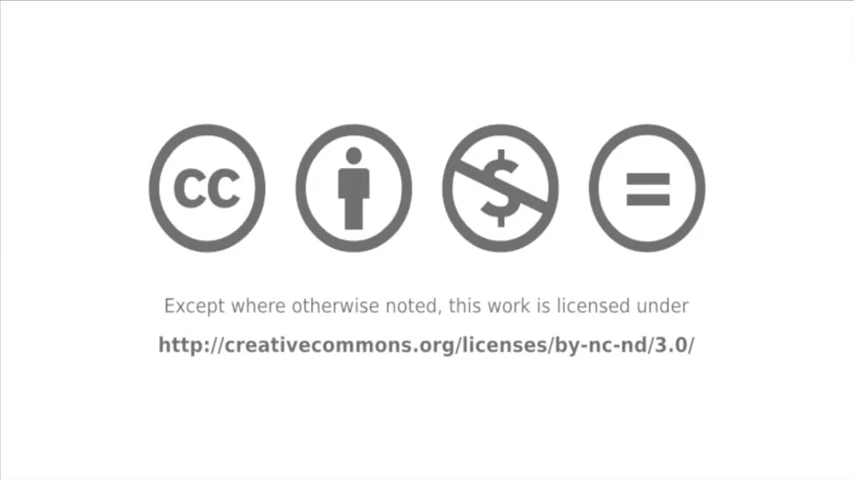 cc
$
=
Except where otherwise noted, this work is licensed under
http://creativecommons.org/licenses/by-nc-nd/3.0/